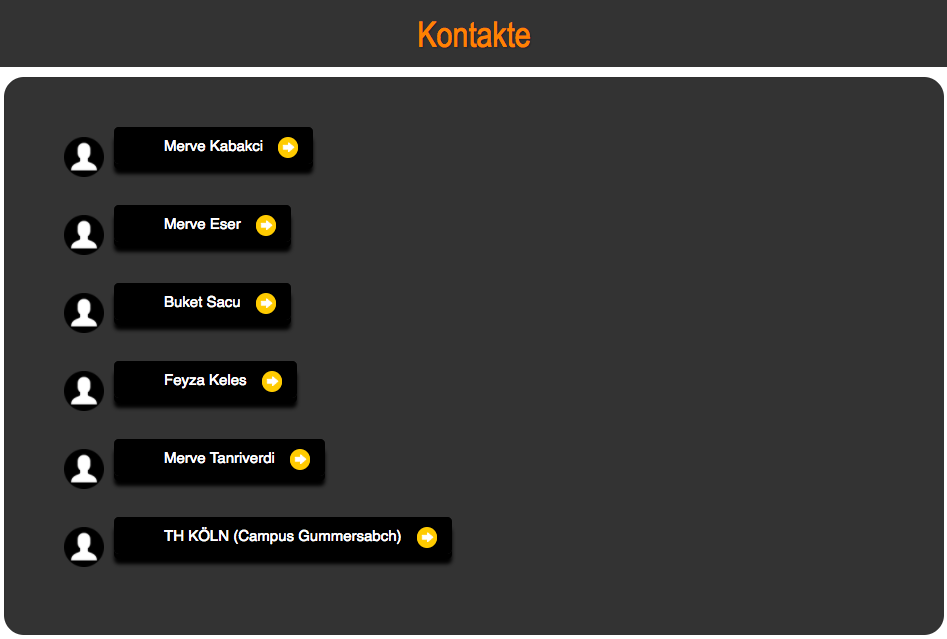 Kontakte
Merve Kabakci
Merve Eser
Buket Sacu
Feyza Keles
Merve Tanriverdi
TH KÖLN (Campus Gummersabch)